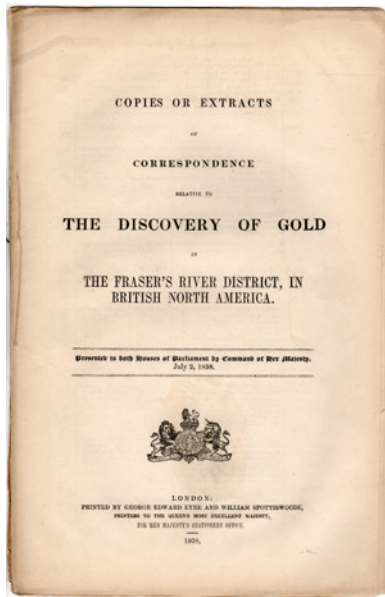 COPIES OR EXTRACTS
OF
CORRESPONDENCE
RELATIVE TO
THE DISCOVERY OF GOLD
IN
THE FRASER'S RIVER DISTRICT, IN
BRITISH NORTH AMERICA.
Presented to both Houses of Parliament by Command of Her Majesty.
July 2, 1858.
LONDON:
PRINTED BY GEORGE EDWARD EYRE AND WILLIAM SPOTTISWOODE,
PRINTERS TO THE QUEEN'S MOST EXCELLENT MAJESTY,
FOR HER MAJESTY'S STATIONERY OFFICE.
1858.